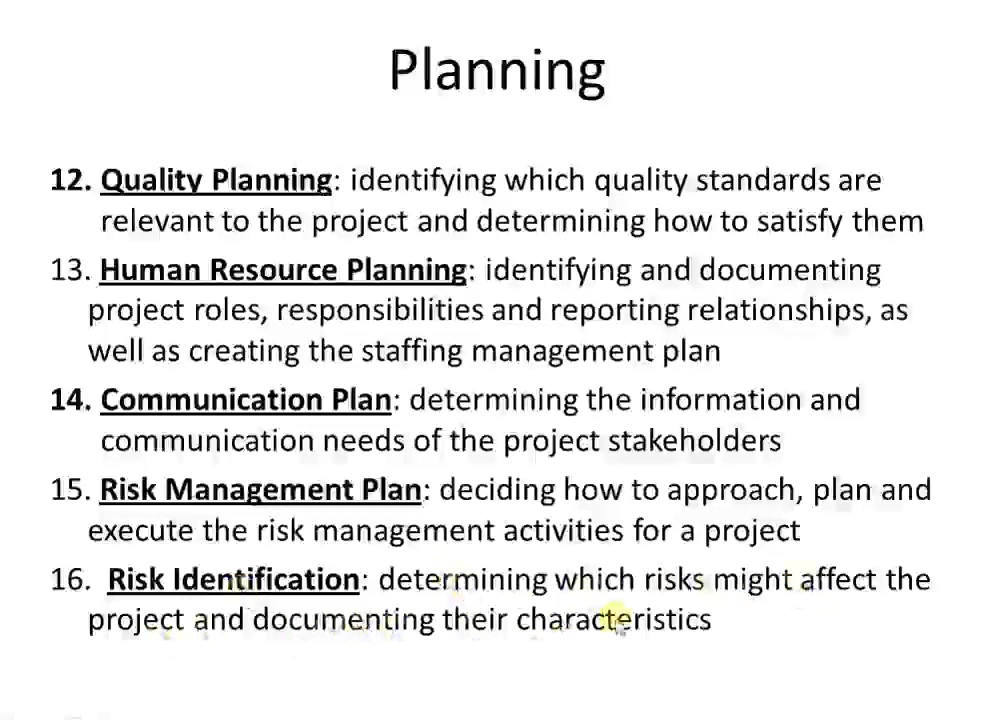 Planning
12. Quality Planning: identifying which quality standards are
relevant to the project and determining how to satisfy them
13. Human Resource Planning: identifying and documenting
project roles, responsibilities and reporting relationships, as
well as creating the staffing management plan
14. Communication Plan: determining the information and
communication needs of the project stakeholders
15. Risk Management Plan: deciding how to approach, plan and
execute the risk management activities for a project
16. Risk Identification: determining which risks might affect the
project and documenting their characteristics